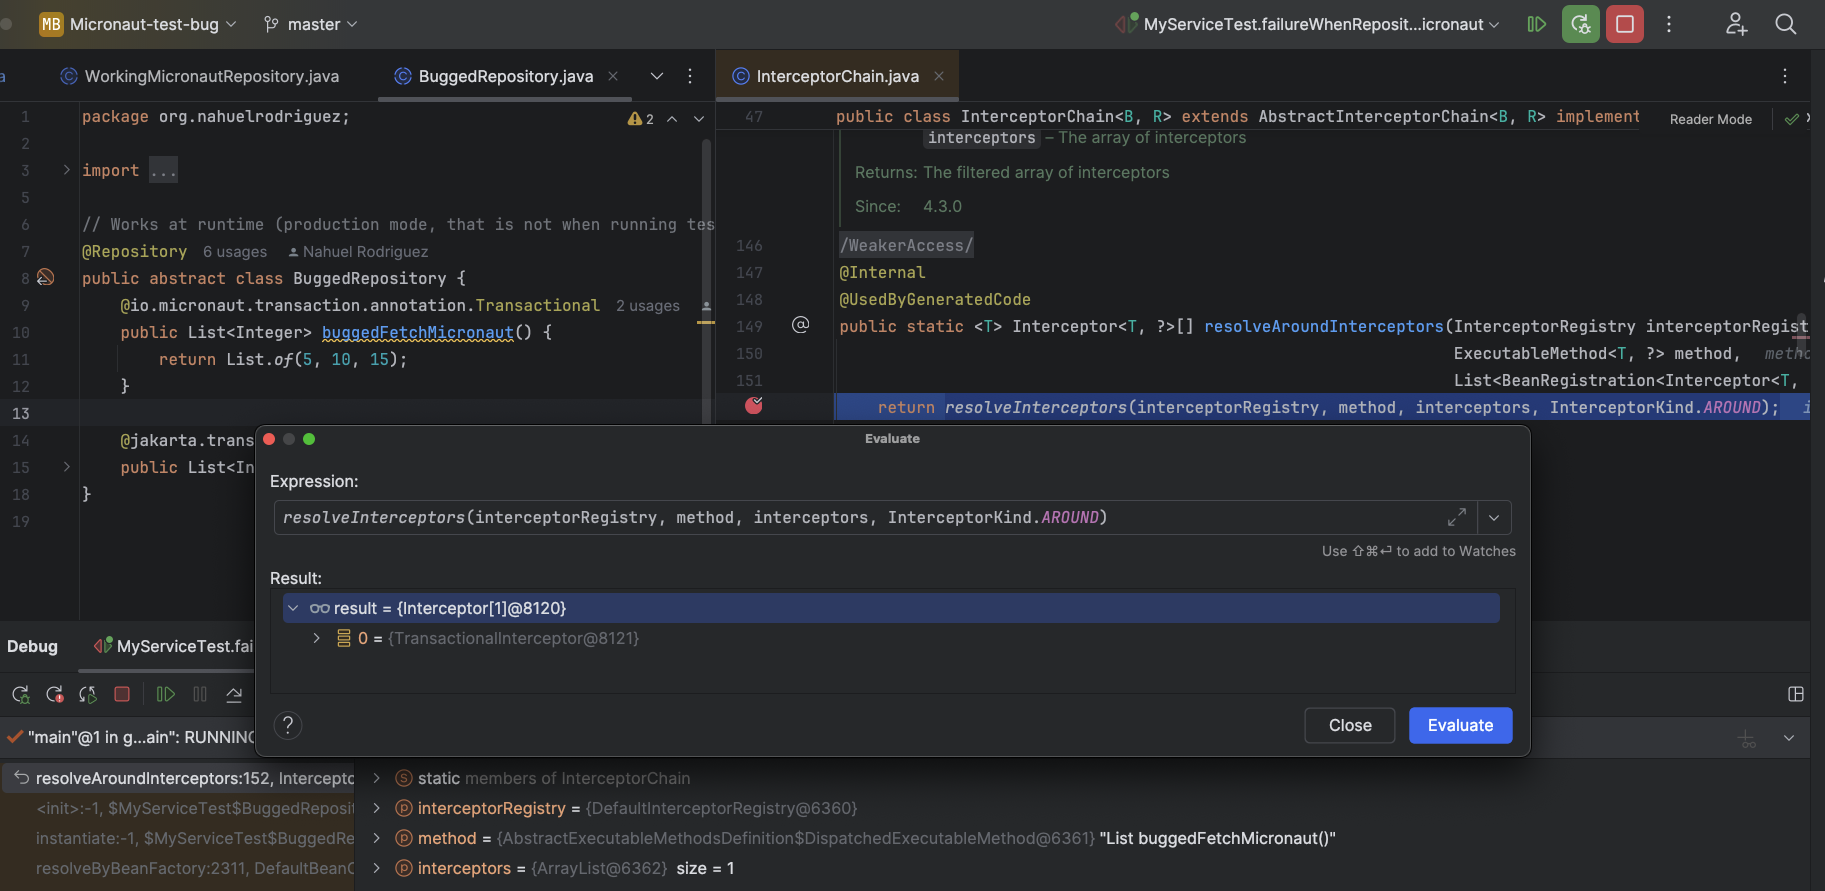 MB Micronaut-test-bug master MyServiceTest.failureWhenReposit...icronaut
WorkingMicronautRepository.java BuggedRepository.java InterceptorChain.java
1 package org.nahuelrodriguez; 2
2
3 import ...
5
6 // Works at runtime (production mode, that is not when running tes
7 @Repository 6 usages Nahuel Rodriguez
8 public abstract class BuggedRepository {
9 @io.micronaut.transaction.annotation.Transactional 2 usages
10 public List<Integer> buggedFetchMicronaut() {
11 return List.of(5, 10, 15);
12 }
13
14 @jakarta.trans
15 public List<In
18 }
19
47 public class InterceptorChain<B, R> extends AbstractInterceptorChain<B, R> implement Reader Mode
interceptors – The array of interceptors
Returns: The filtered array of interceptors
Since: 4.3.0
146 /WeakerAccess/
147 @Internal
148 @UsedByGeneratedCode
149 @ public static <T> Interceptor<T, ?>[] resolveAroundInterceptors(InterceptorRegistry interceptorRegist
150 ExecutableMethod<T, ?> method, metho
151 List<BeanRegistration<Interceptor<T,
return resolveInterceptors(interceptorRegistry, method, interceptors, InterceptorKind.AROUND); i
Evaluate
Expression:
resolveInterceptors(interceptorRegistry, method, interceptors, InterceptorKind.AROUND)
Use ⇧⌘⏎ to add to Watches
Result:
result = {Interceptor[1]@8120}
0 = {TransactionalInterceptor@8121}
? Close Evaluate
Debug MyServiceTest.fai
"main"@1 in g...ain": RUNNING
resolveAroundInterceptors:152, Intercepto
<init>:-1, $MyServiceTest$BuggedReposit
instantiate:-1, $MyServiceTest$BuggedRe
resolveByBeanFactory:2311, DefaultBeanC
static members of InterceptorChain
interceptorRegistry = {DefaultInterceptorRegistry@6360}
method = {AbstractExecutableMethodsDefinition$DispatchedExecutableMethod@6361} "List buggedFetchMicronaut()"
interceptors = {ArrayList@6362} size = 1